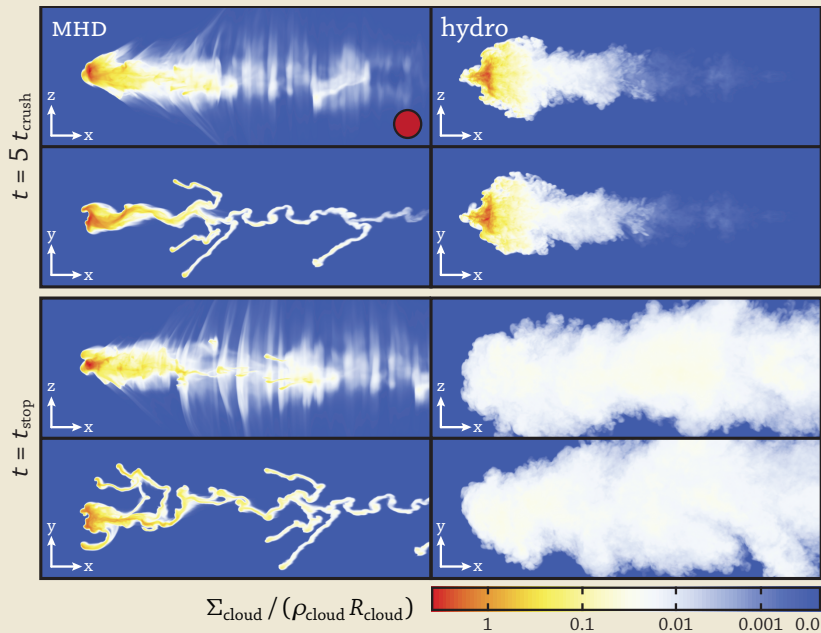 MHD
hydro
t = 5 t_crush
z
x
z
x
y
x
y
x
t = t_stop
z
x
z
x
y
x
y
x
Σ_cloud / (ρ_cloud R_cloud)
1 0.1 0.01 0.001 0.0